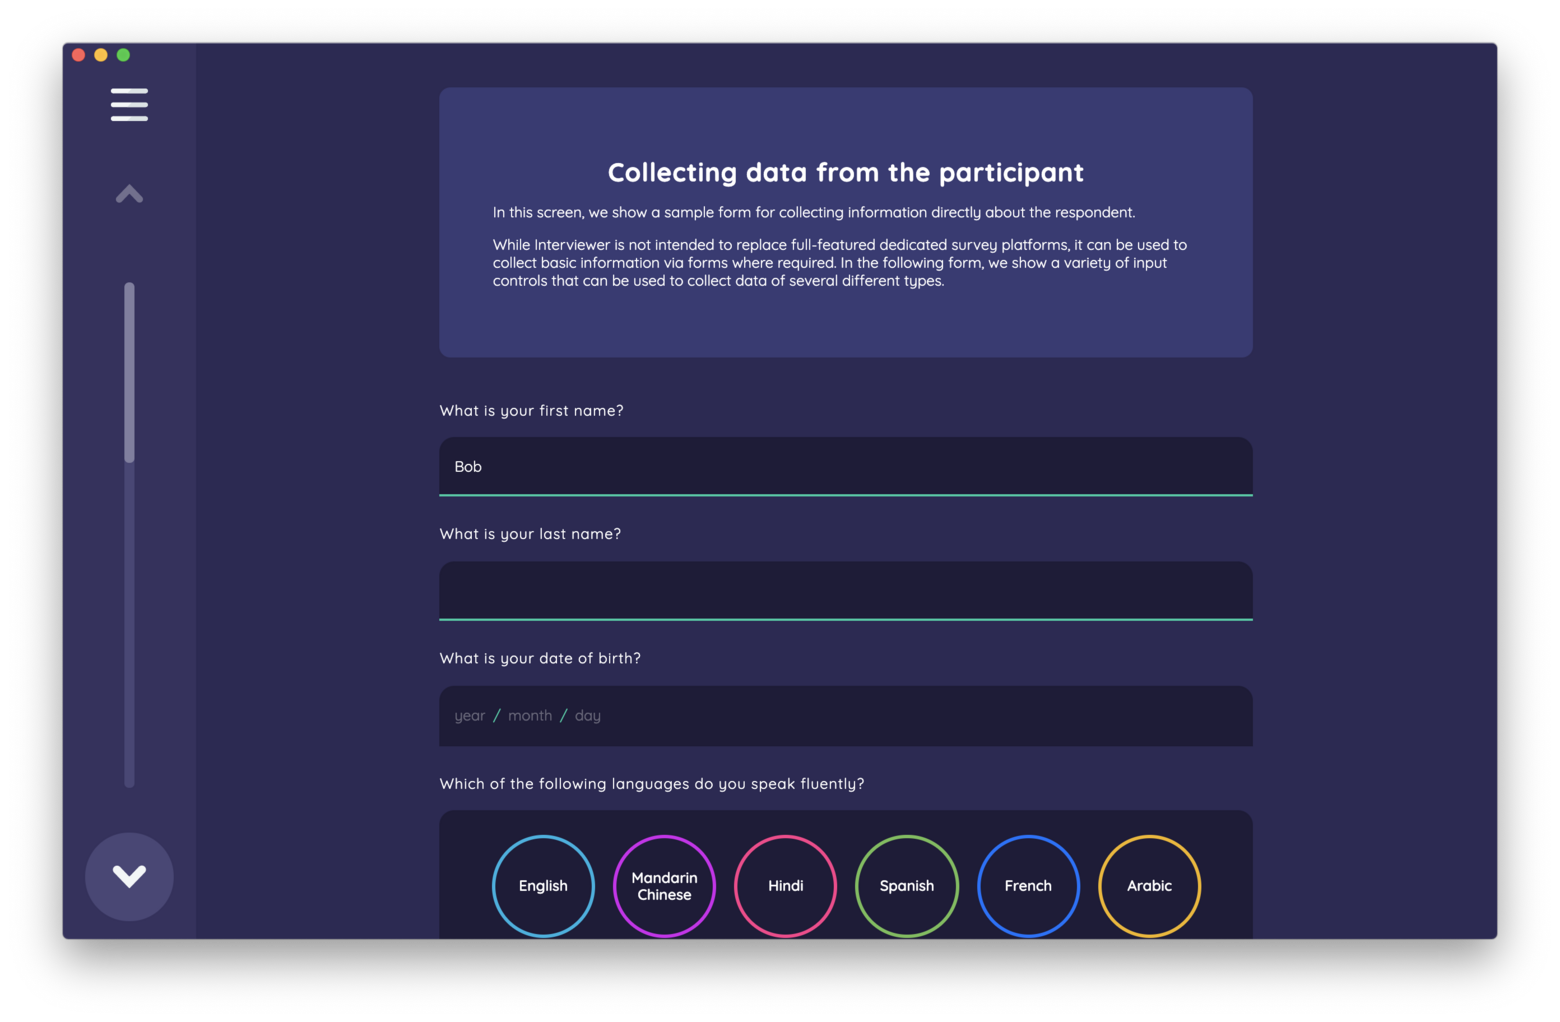 Collecting data from the participant
In this screen, we show a sample form for collecting information directly about the respondent.
While Interviewer is not intended to replace full-featured dedicated survey platforms, it can be used to
collect basic information via forms where required. In the following form, we show a variety of input
controls that can be used to collect data of several different types.
What is your first name?
Bob
What is your last name?
What is your date of birth?
year / month / day
Which of the following languages do you speak fluently?
English
Mandarin
Chinese
Hindi
Spanish
French
Arabic